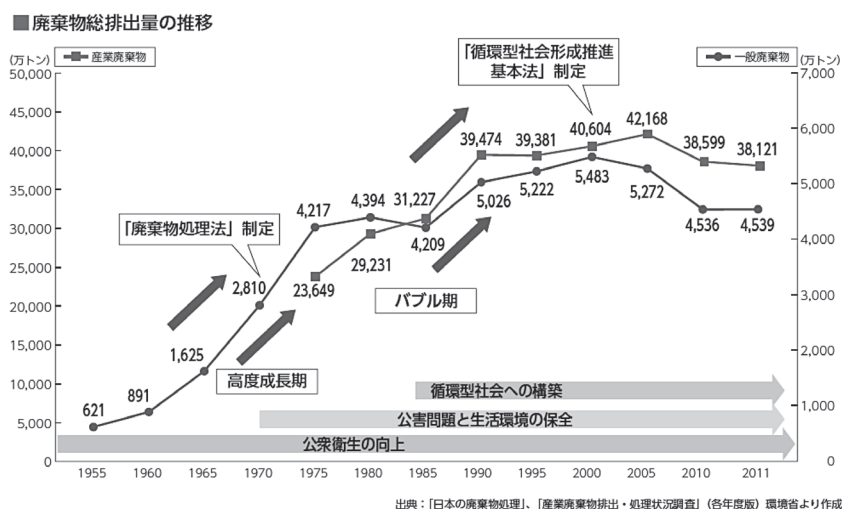 ■廃棄物総排出量の推移
(万トン)
産業廃棄物
「循環型社会形成推進
基本法」制定
一般廃棄物
(万トン)
50,000
45,000
40,000
35,000
30,000
25,000
20,000
15,000
10,000
5,000
0
7,000
6,000
5,000
4,000
3,000
2,000
1,000
0
「廃棄物処理法」制定
高度成長期
バブル期
621
891
1,625
2,810
4,217
4,394
4,209
5,026
5,222
5,483
5,272
4,536
4,539
23,649
29,231
31,227
39,474
39,381
40,604
42,168
38,599
38,121
循環型社会への構築
公害問題と生活環境の保全
公衆衛生の向上
1955 1960 1965 1970 1975 1980 1985 1990 1995 2000 2005 2010 2011
出典:「日本の廃棄物処理」、「産業廃棄物排出・処理状況調査」(各年度版)環境省より作成